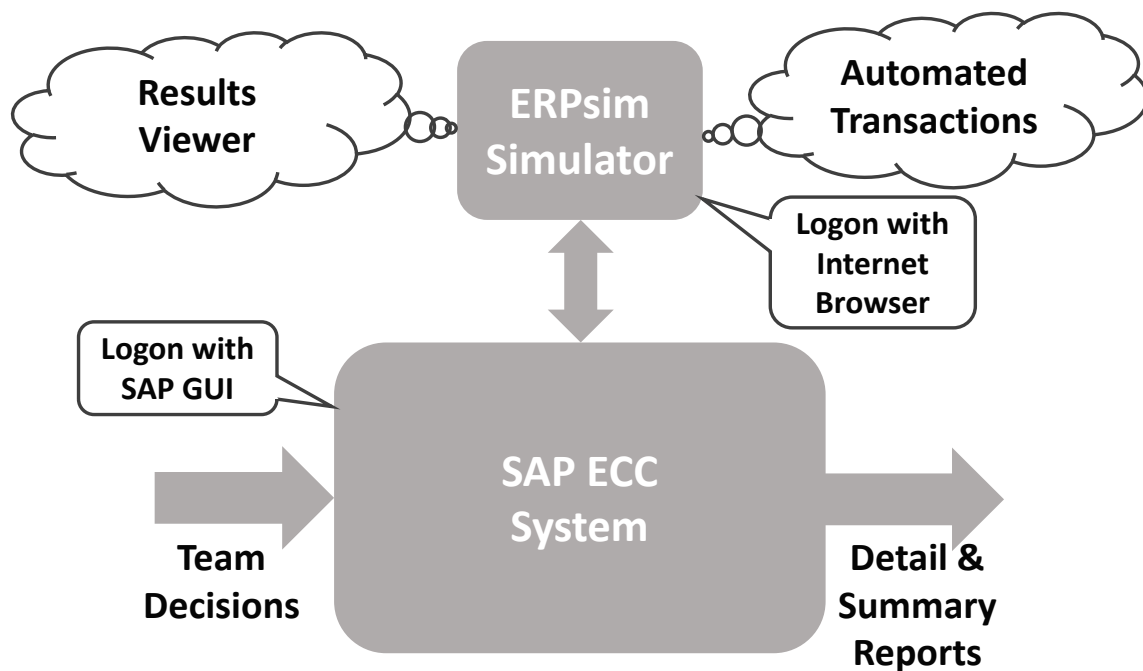 Results
Viewer
ERPsim
Simulator
Automated
Transactions
Logon with
Internet
Browser
Logon with
SAP GUI
SAP ECC
System
Team
Decisions
Detail &
Summary
Reports